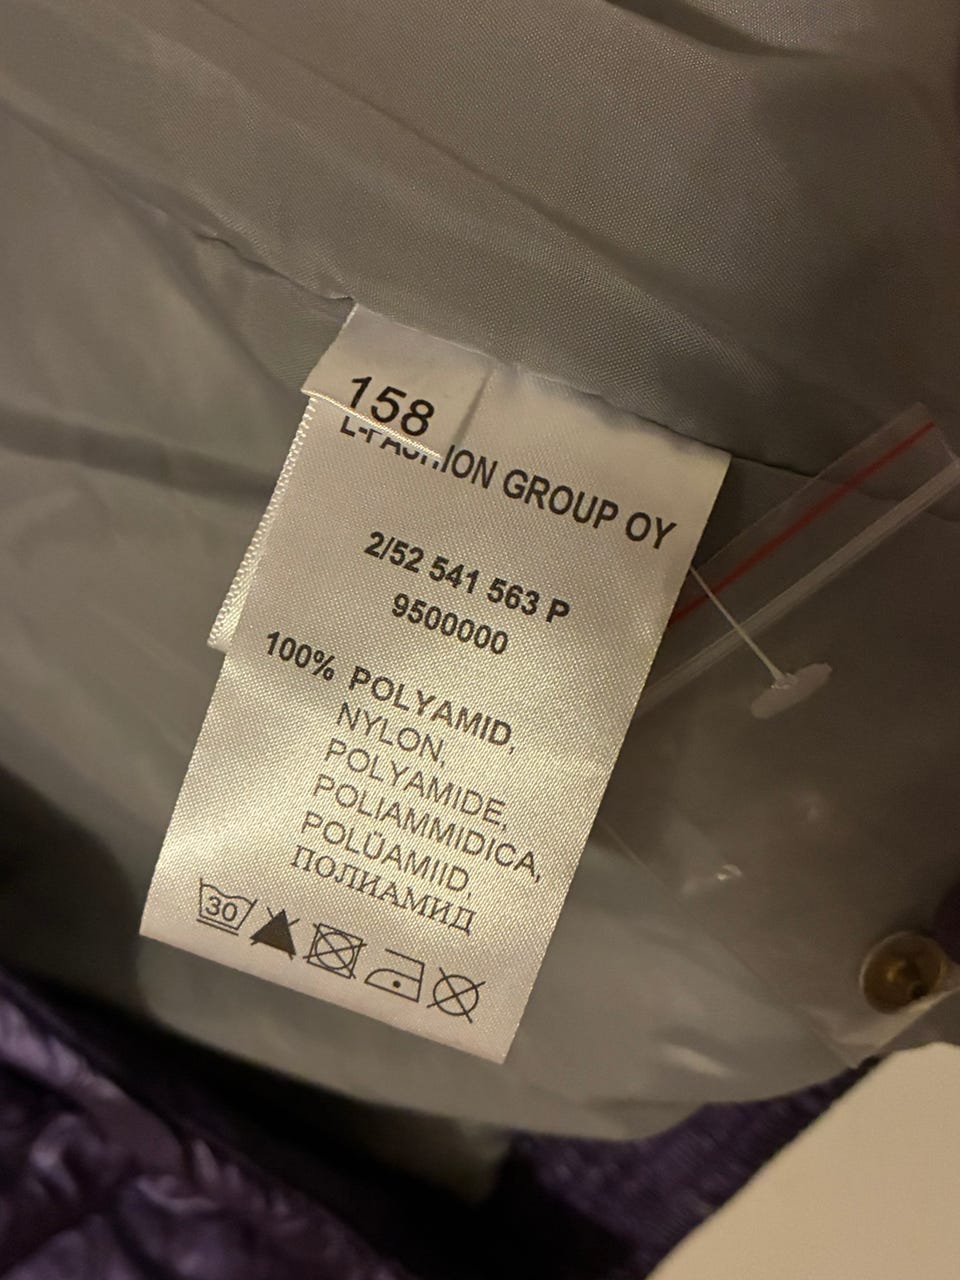 158
L-FASHION GROUP OY
2/52 541 563 P
9500000
100% POLYAMID,
NYLON,
POLYAMIDE,
POLIAMMIDICA,
POLÜAMIID,
ПОЛИАМИД
30